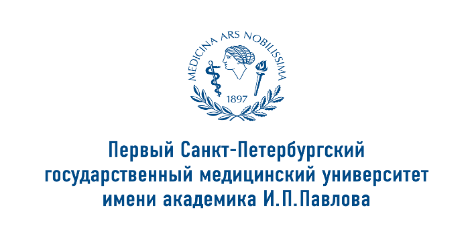 MEDICINA ARS NOBILISSIMA
1897
Первый Санкт-Петербургский
государственный медицинский университет
имени академика И.П.Павлова